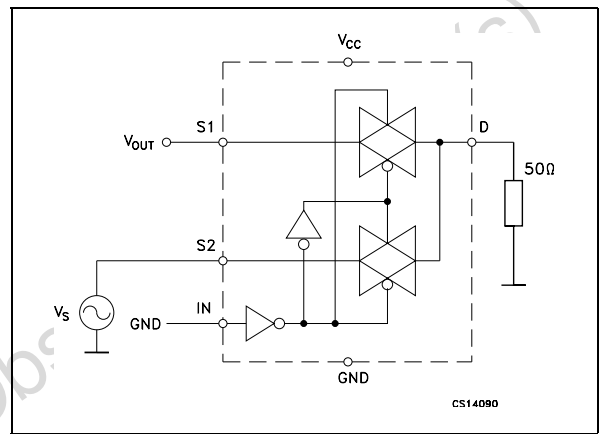 VCC
S1
D
VOUT
50Ω
S2
VS
IN
GND
GND
CS14090